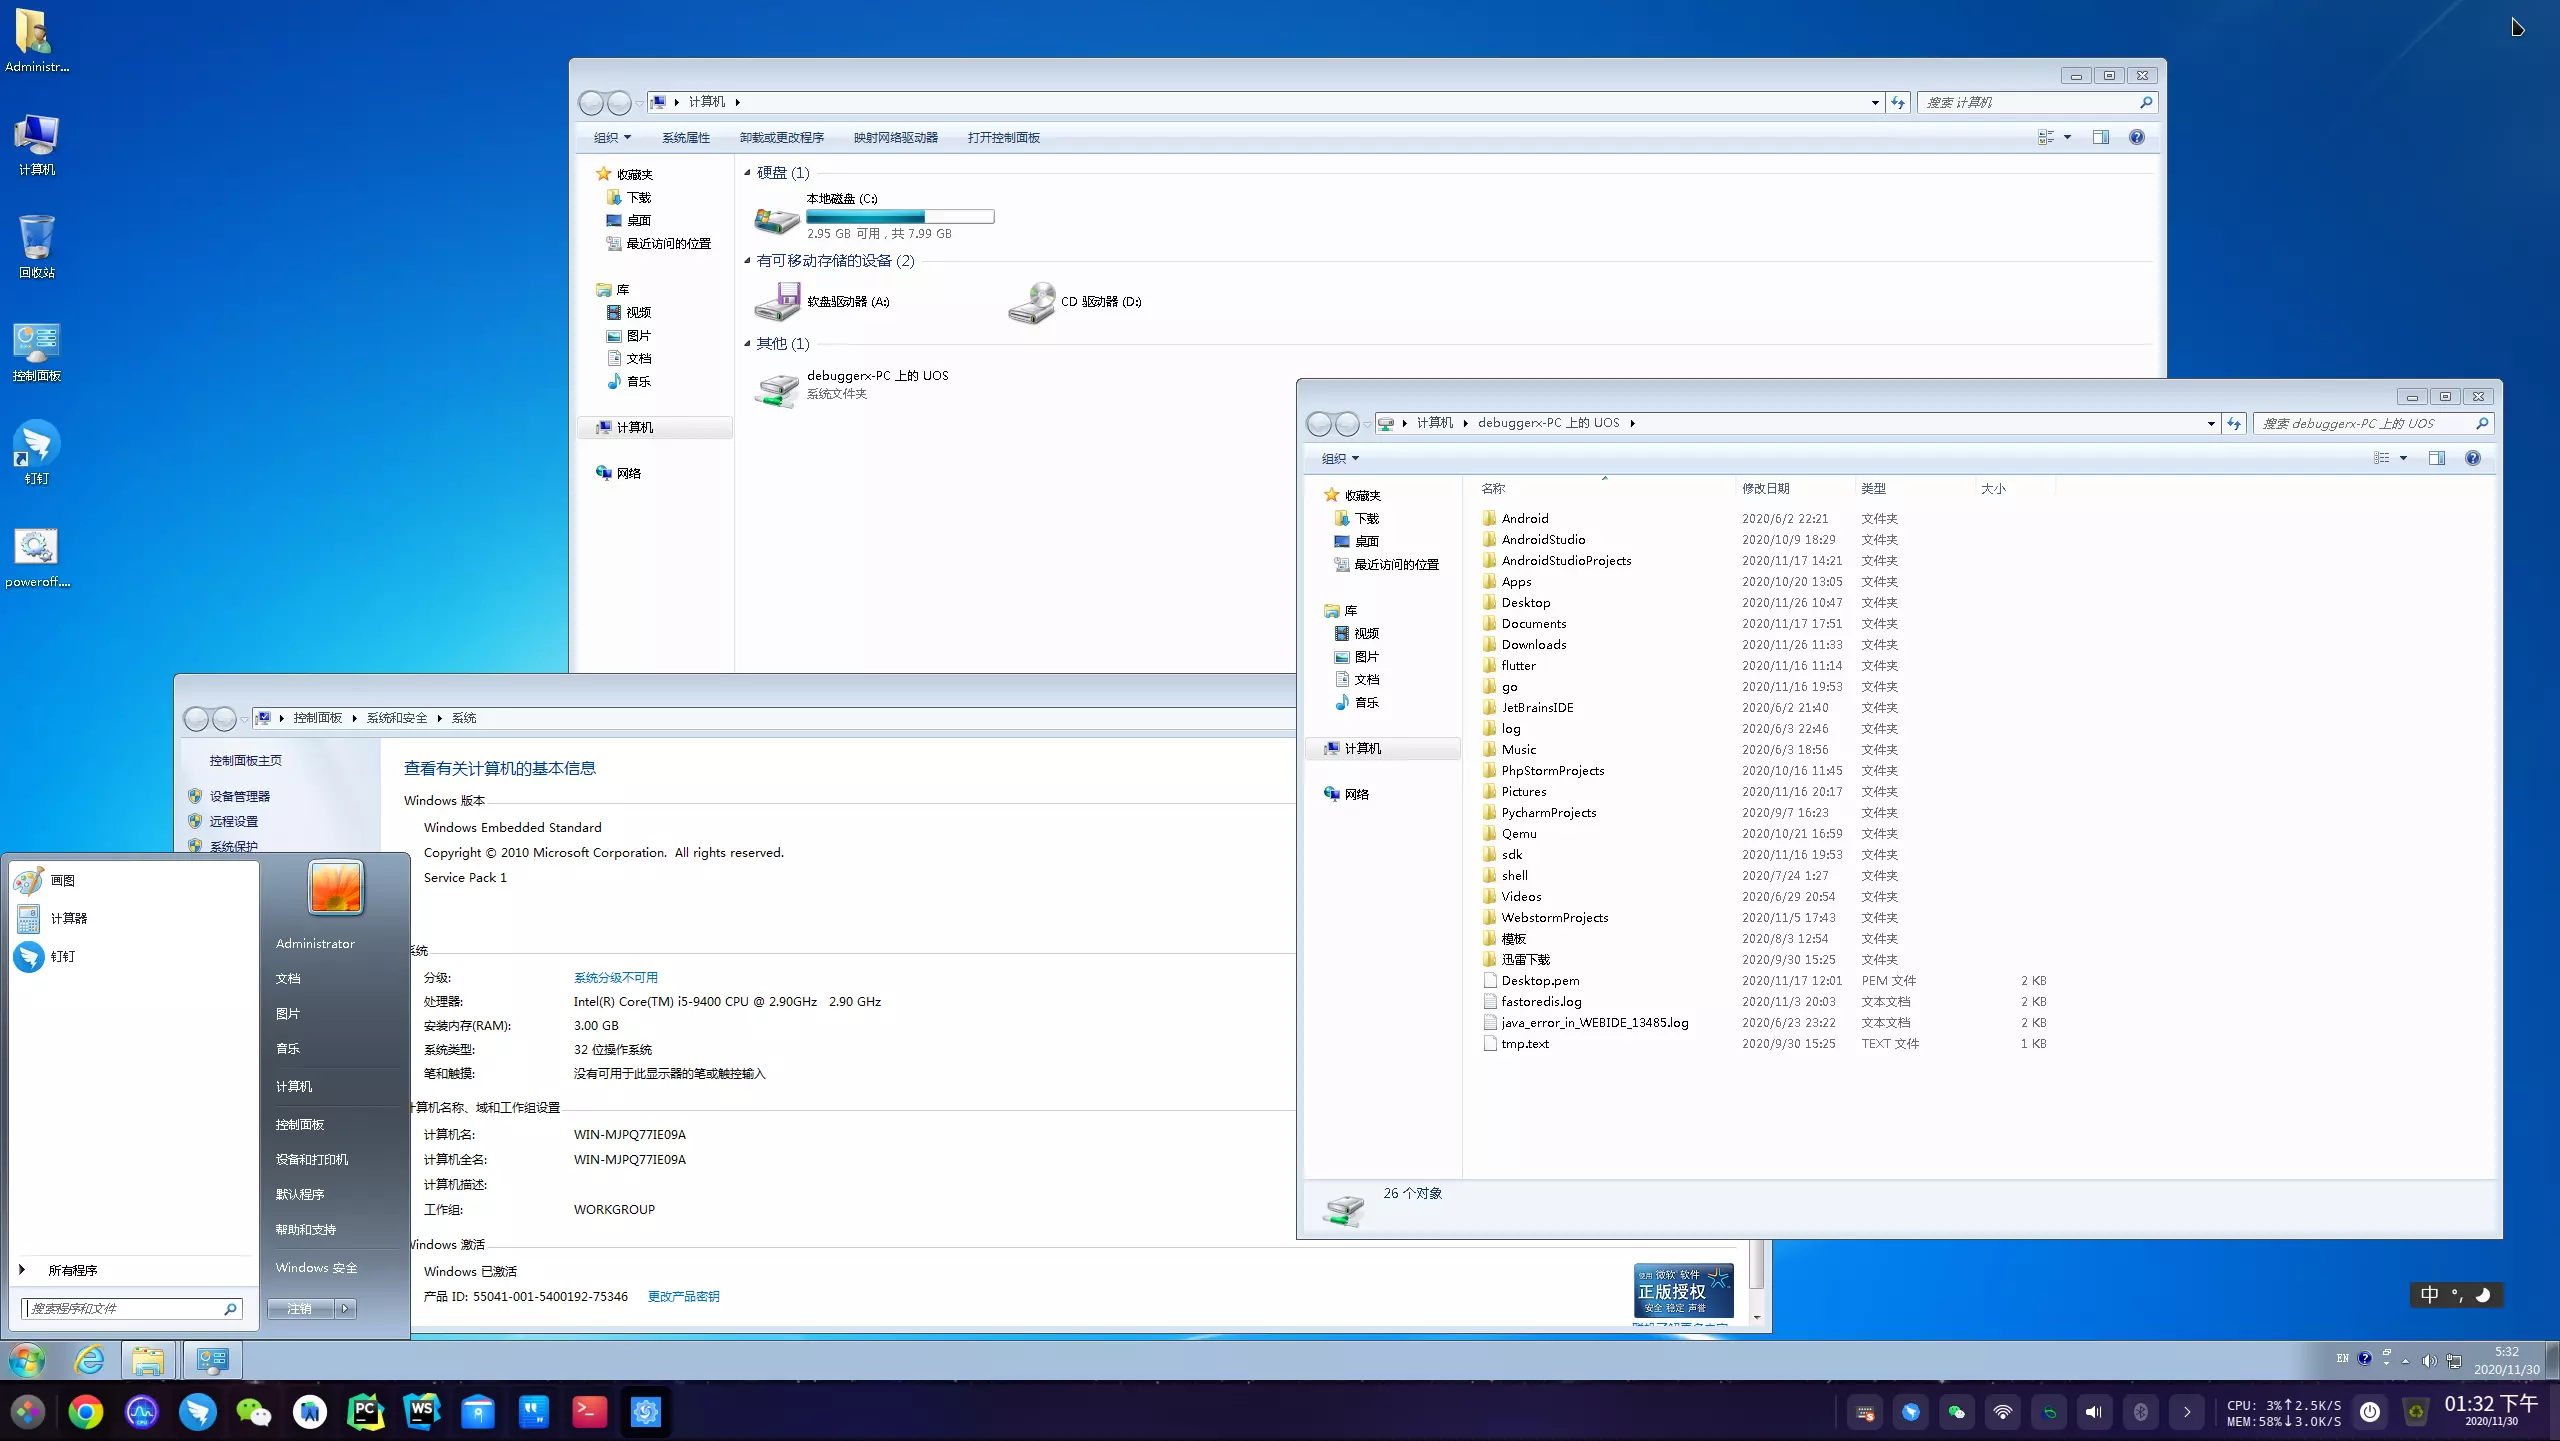 Administr...
计算机
回收站
控制面板
钉钉
poweroff....
计算机
搜索 计算机
组织
系统属性
卸载或更改程序
映射网络驱动器
打开控制面板
收藏夹
下载
桌面
最近访问的位置
库
视频
图片
文档
音乐
计算机
网络
硬盘 (1)
本地磁盘 (C:)
2.95 GB 可用 , 共 7.99 GB
有可移动存储的设备 (2)
软盘驱动器 (A:)
CD 驱动器 (D:)
其他 (1)
debuggerx-PC 上的 UOS
系统文件夹
计算机
debuggerx-PC 上的 UOS
搜索 debuggerx-PC 上的 UOS
组织
收藏夹
下载
桌面
最近访问的位置
库
视频
图片
文档
音乐
计算机
网络
名称 修改日期 类型 大小
Android 2020/6/2 22:21 文件夹
AndroidStudio 2020/10/9 18:29 文件夹
AndroidStudioProjects 2020/11/17 14:21 文件夹
Apps 2020/10/20 13:05 文件夹
Desktop 2020/11/26 10:47 文件夹
Documents 2020/11/17 17:51 文件夹
Downloads 2020/11/26 11:33 文件夹
flutter 2020/11/16 11:14 文件夹
go 2020/11/16 19:53 文件夹
JetBrainsIDE 2020/6/2 21:40 文件夹
log 2020/6/3 22:46 文件夹
Music 2020/6/3 18:56 文件夹
PhpStormProjects 2020/10/16 11:45 文件夹
Pictures 2020/11/16 20:17 文件夹
PycharmProjects 2020/9/7 16:23 文件夹
Qemu 2020/10/21 16:59 文件夹
sdk 2020/11/16 19:53 文件夹
shell 2020/7/24 1:27 文件夹
Videos 2020/6/29 20:54 文件夹
WebstormProjects 2020/11/5 17:43 文件夹
模板 2020/8/3 12:54 文件夹
迅雷下载 2020/9/30 15:25 文件夹
Desktop.pem 2020/11/17 12:01 PEM 文件 2 KB
fastoredis.log 2020/11/3 20:03 文本文档 2 KB
java_error_in_WEBIDE_13485.log 2020/6/23 23:22 文本文档 2 KB
tmp.text 2020/9/30 15:25 TEXT 文件 1 KB
26 个对象
控制面板
系统和安全
系统
控制面板主页
设备管理器
远程设置
系统保护
查看有关计算机的基本信息
Windows 版本
Windows Embedded Standard
Copyright © 2010 Microsoft Corporation. All rights reserved.
Service Pack 1
系统
分级: 系统分级不可用
处理器: Intel(R) Core(TM) i5-9400 CPU @ 2.90GHz 2.90 GHz
安装内存(RAM): 3.00 GB
系统类型: 32 位操作系统
笔和触摸: 没有可用于此显示器的笔或触控输入
计算机名称、域和工作组设置
计算机名: WIN-MJPQ77IE09A
计算机全名: WIN-MJPQ77IE09A
计算机描述:
工作组: WORKGROUP
Windows 激活
Windows 已激活
产品 ID: 55041-001-5400192-75346 更改产品密钥
使用 微软 软件
正版授权
安全 稳定 声誉
画图
计算器
钉钉
所有程序
搜索程序和文件
Administrator
文档
图片
音乐
计算机
控制面板
设备和打印机
默认程序
帮助和支持
Windows 安全
注销
中 °,
EN
5:32
2020/11/30
CPU
PC
WS
CPU: 3%↑2.5K/S
MEM:58%↓3.0K/S
01:32 下午
2020/11/30